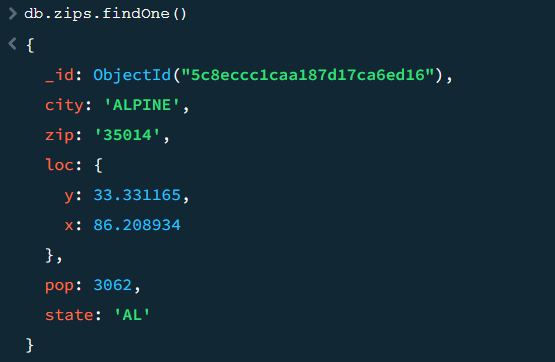 > db.zips.findOne()
< {
_id: ObjectId("5c8eccc1caa187d17ca6ed16"),
city: 'ALPINE',
zip: '35014',
loc: {
y: 33.331165,
x: 86.208934
},
pop: 3062,
state: 'AL'
}